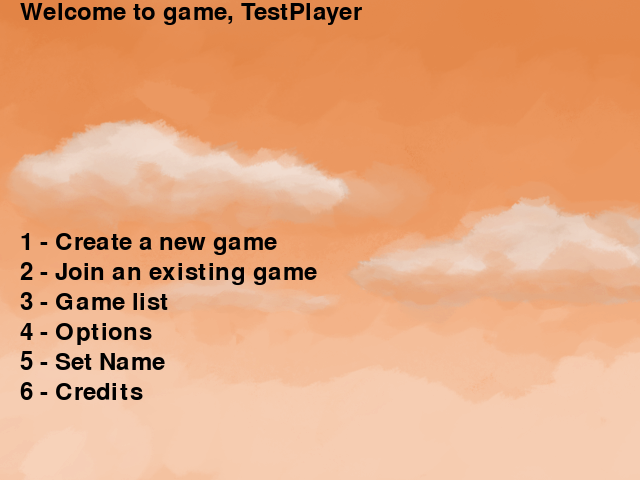 Welcome to game, TestPlayer
1 - Create a new game
2 - Join an existing game
3 - Game list
4 - Options
5 - Set Name
6 - Credits